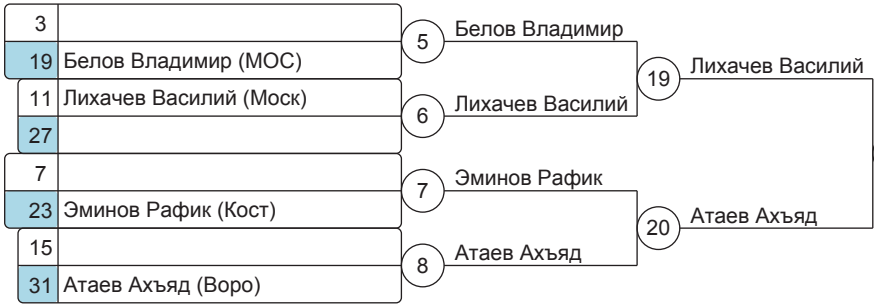 3
19 Белов Владимир (МОС)
5 Белов Владимир
11 Лихачев Василий (Моск)
27
6 Лихачев Василий
19 Лихачев Василий
7
23 Эминов Рафик (Кост)
7 Эминов Рафик
15
31 Атаев Ахъяд (Воро)
8 Атаев Ахъяд
20 Атаев Ахъяд